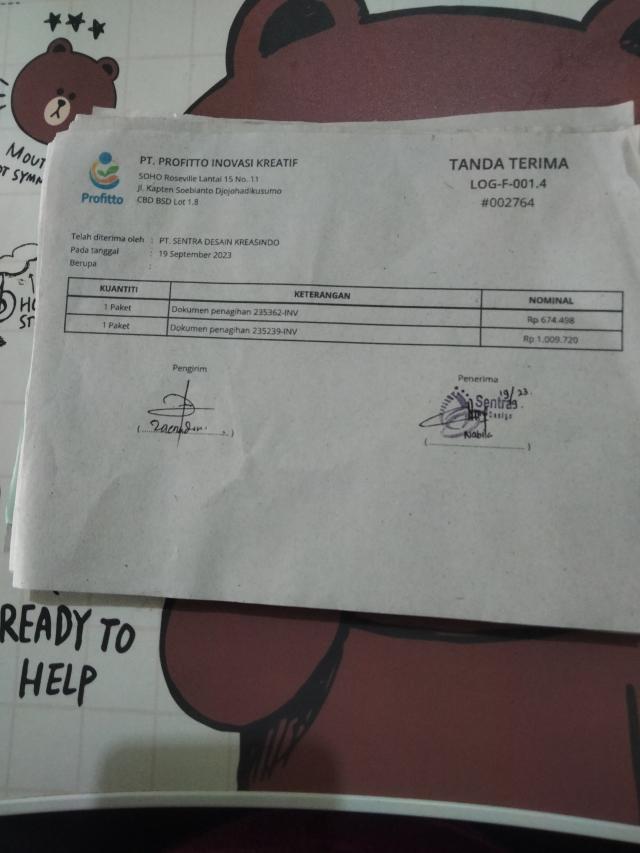 PT. PROFITTO INOVASI KREATIF
SOHO Roseville Lantai 15 No. 11
Jl. Kapten Soebianto Djojohadikusumo
CBD BSD Lot 1.8
Profitto
TANDA TERIMA
LOG-F-001.4
#002764
Telah diterima oleh : PT. SENTRA DESAIN KREASINDO
Pada tanggal : 19 September 2023
Berupa :
KUANTITI KETERANGAN NOMINAL
1 Paket Dokumen penagihan 235362-INV Rp 674.498
1 Paket Dokumen penagihan 235239-INV Rp 1.009.720
Pengirim
Penerima
Sentra
Design
Nabila
READY TO
HELP